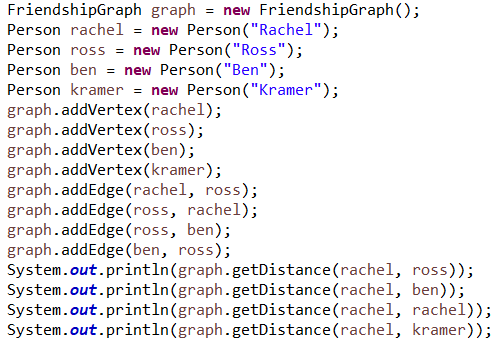 FriendshipGraph graph = new FriendshipGraph();
Person rachel = new Person("Rachel");
Person ross = new Person("Ross");
Person ben = new Person("Ben");
Person kramer = new Person("Kramer");
graph.addVertex(rachel);
graph.addVertex(ross);
graph.addVertex(ben);
graph.addVertex(kramer);
graph.addEdge(rachel, ross);
graph.addEdge(ross, rachel);
graph.addEdge(ross, ben);
graph.addEdge(ben, ross);
System.out.println(graph.getDistance(rachel, ross));
System.out.println(graph.getDistance(rachel, ben));
System.out.println(graph.getDistance(rachel, rachel));
System.out.println(graph.getDistance(rachel, kramer));